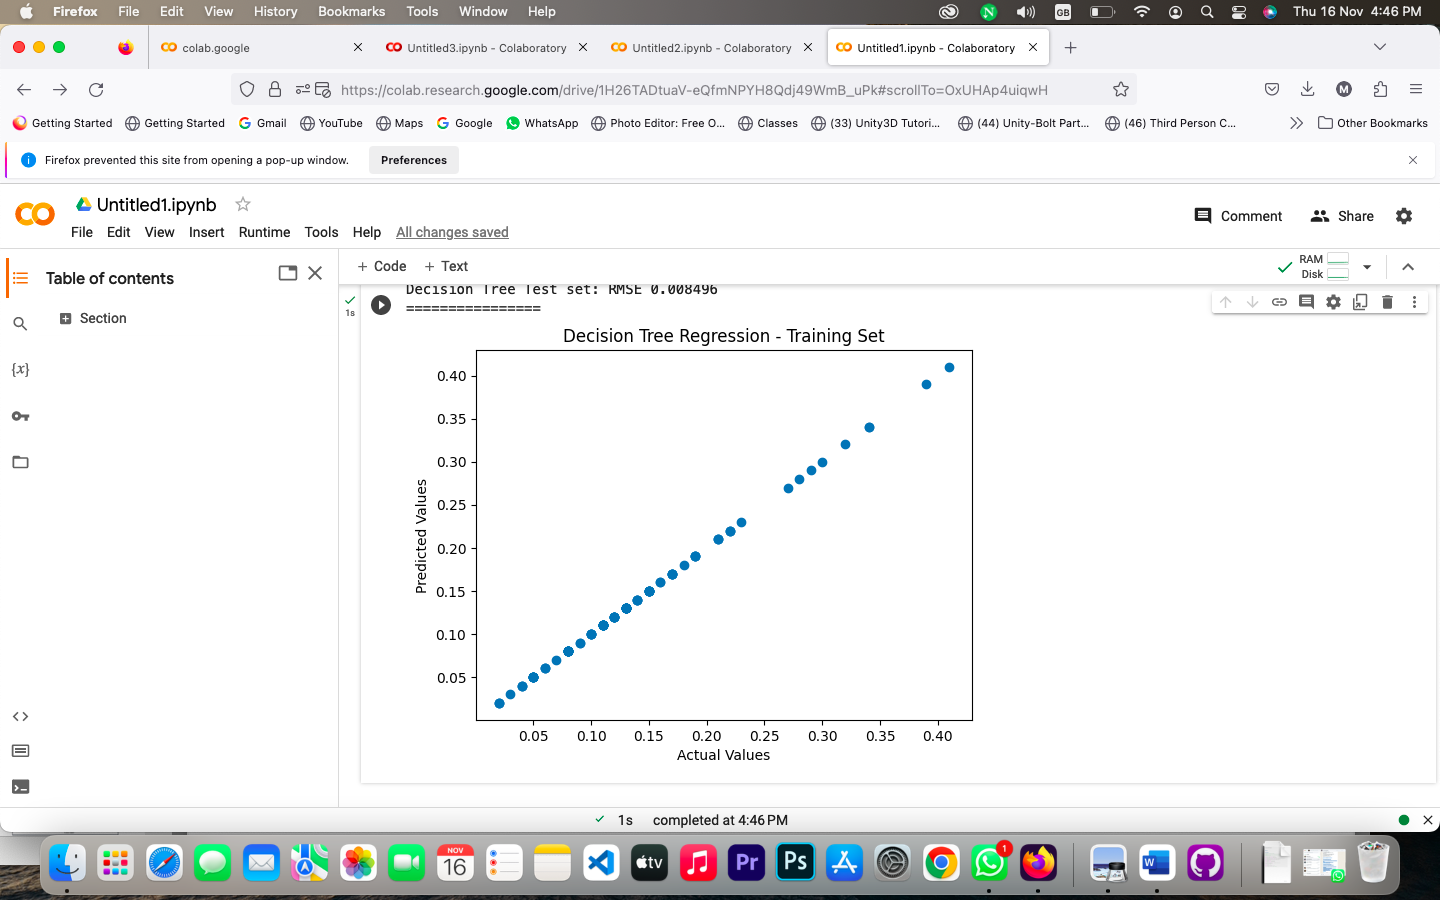 Firefox File Edit View History Bookmarks Tools Window Help GB Thu 16 Nov 4:46 PM
colab.google Untitled3.ipynb - Colaboratory Untitled2.ipynb - Colaboratory Untitled1.ipynb - Colaboratory
https://colab.research.google.com/drive/1H26TADtuaV-eQfmNPYH8Qdj49WmB_uPk#scrollTo=OxUHAp4uiqwH M
Getting Started Getting Started Gmail YouTube Maps Google WhatsApp Photo Editor: Free O... Classes (33) Unity3D Tutori... (44) Unity-Bolt Part... (46) Third Person C... Other Bookmarks
Firefox prevented this site from opening a pop-up window. Preferences
Untitled1.ipynb
File Edit View Insert Runtime Tools Help All changes saved
Comment Share
Table of contents
+ Code + Text
RAM
Disk
Section
{x}
1s
Decision Tree Test set: RMSE 0.008496
================
Decision Tree Regression - Training Set
0.40
0.35
0.30
0.25
0.20
0.15
0.10
0.05
Predicted Values
0.05 0.10 0.15 0.20 0.25 0.30 0.35 0.40
Actual Values
1s completed at 4:46 PM
NOV
16
tv
Pr
Ps
1
W